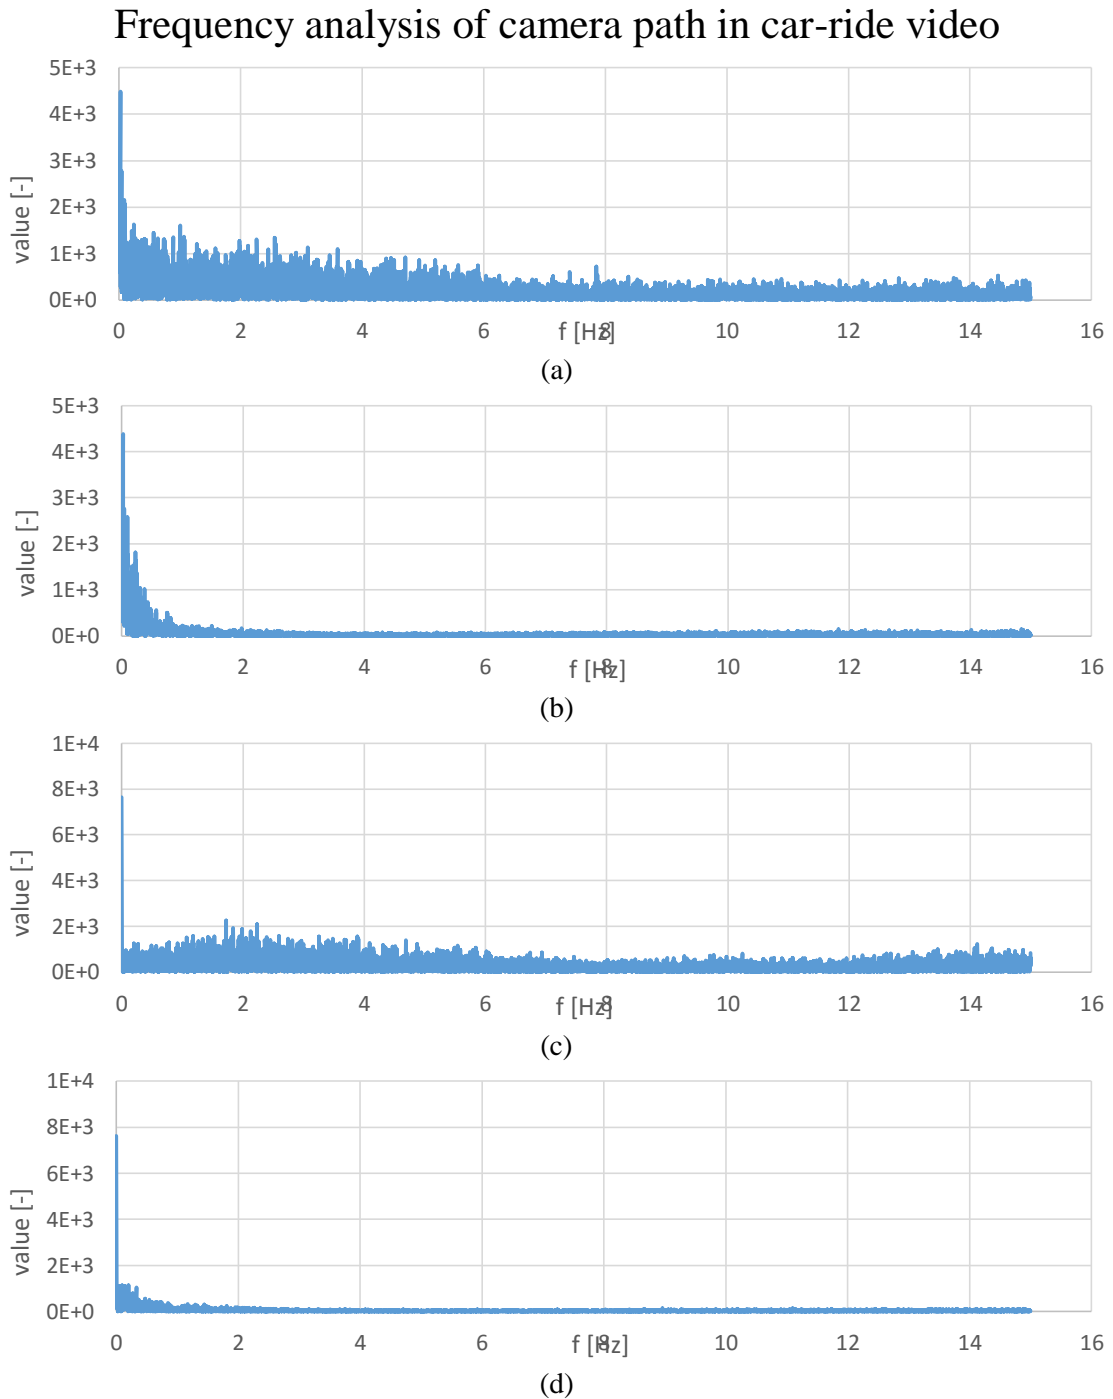 Frequency analysis of camera path in car-ride video
5E+3
4E+3
3E+3
2E+3
1E+3
0E+0
value [-]
0 2 4 6 8 10 12 14 16
f [Hz]
(a)
5E+3
4E+3
3E+3
2E+3
1E+3
0E+0
value [-]
0 2 4 6 8 10 12 14 16
f [Hz]
(b)
1E+4
8E+3
6E+3
4E+3
2E+3
0E+0
value [-]
0 2 4 6 8 10 12 14 16
f [Hz]
(c)
1E+4
8E+3
6E+3
4E+3
2E+3
0E+0
value [-]
0 2 4 6 8 10 12 14 16
f [Hz]
(d)